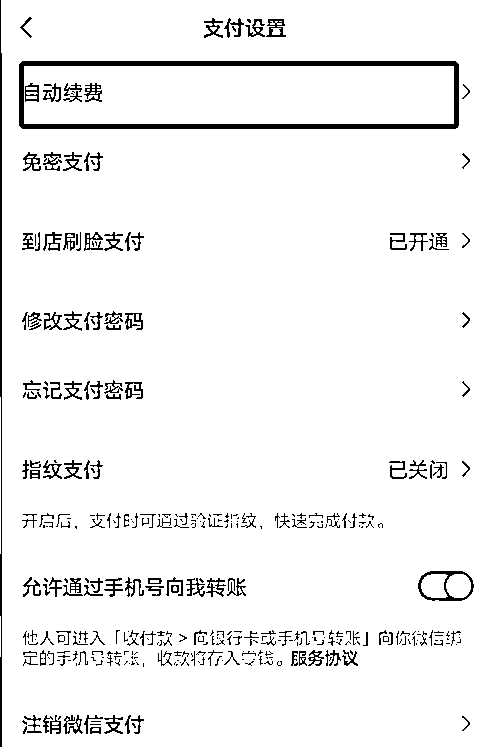 支付设置
自动续费
免密支付
到店刷脸支付 已开通
修改支付密码
忘记支付密码
指纹支付 已关闭
开启后，支付时可通过验证指纹，快速完成付款。
允许通过手机号向我转账
他人可进入「收付款 > 向银行卡或手机号转账」向你微信绑
定的手机号转账，收款将存入零钱。服务协议
注销微信支付